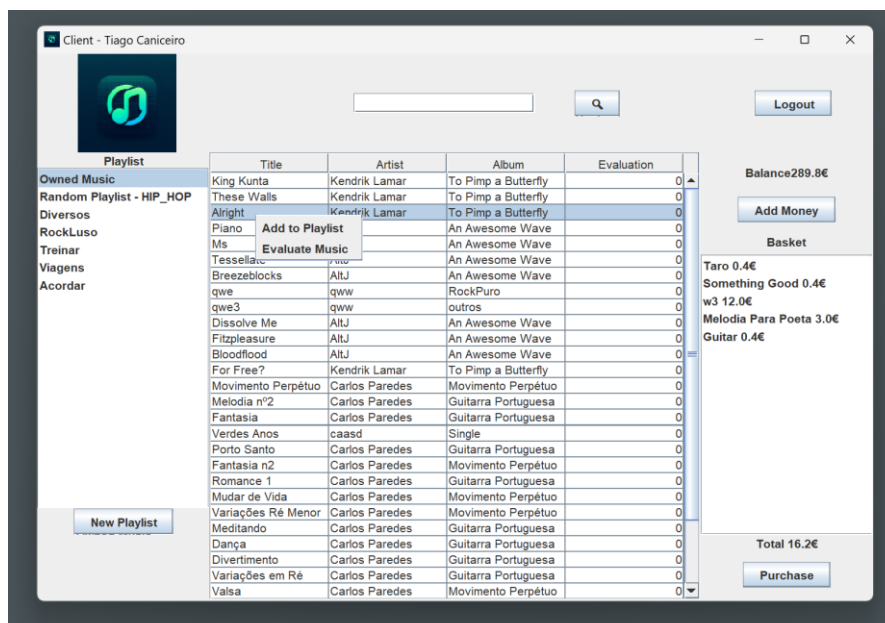 Client - Tiago Caniceiro
Logout
Playlist
Owned Music
Random Playlist - HIP_HOP
Diversos
RockLuso
Treinar
Viagens
Acordar
New Playlist
Title Artist Album Evaluation
King Kunta Kendrik Lamar To Pimp a Butterfly 0
These Walls Kendrik Lamar To Pimp a Butterfly 0
Alright Kendrik Lamar To Pimp a Butterfly 0
Piano An Awesome Wave 0
Ms An Awesome Wave 0
Tessellate AltJ An Awesome Wave 0
Breezeblocks AltJ An Awesome Wave 0
qwe qww RockPuro 0
qwe3 qww outros 0
Dissolve Me AltJ An Awesome Wave 0
Fitzpleasure AltJ An Awesome Wave 0
Bloodflood AltJ An Awesome Wave 0
For Free? Kendrik Lamar To Pimp a Butterfly 0
Movimento Perpétuo Carlos Paredes Movimento Perpétuo 0
Melodia nº2 Carlos Paredes Guitarra Portuguesa 0
Fantasia Carlos Paredes Guitarra Portuguesa 0
Verdes Anos caasd Single 0
Porto Santo Carlos Paredes Guitarra Portuguesa 0
Fantasia n2 Carlos Paredes Movimento Perpétuo 0
Romance 1 Carlos Paredes Guitarra Portuguesa 0
Mudar de Vida Carlos Paredes Movimento Perpétuo 0
Variações Ré Menor Carlos Paredes Guitarra Portuguesa 0
Meditando Carlos Paredes Guitarra Portuguesa 0
Dança Carlos Paredes Guitarra Portuguesa 0
Divertimento Carlos Paredes Guitarra Portuguesa 0
Variações em Ré Carlos Paredes Guitarra Portuguesa 0
Valsa Carlos Paredes Movimento Perpétuo 0
Add to Playlist
Evaluate Music
Balance289.8€
Add Money
Basket
Taro 0.4€
Something Good 0.4€
w3 12.0€
Melodia Para Poeta 3.0€
Guitar 0.4€
Total 16.2€
Purchase